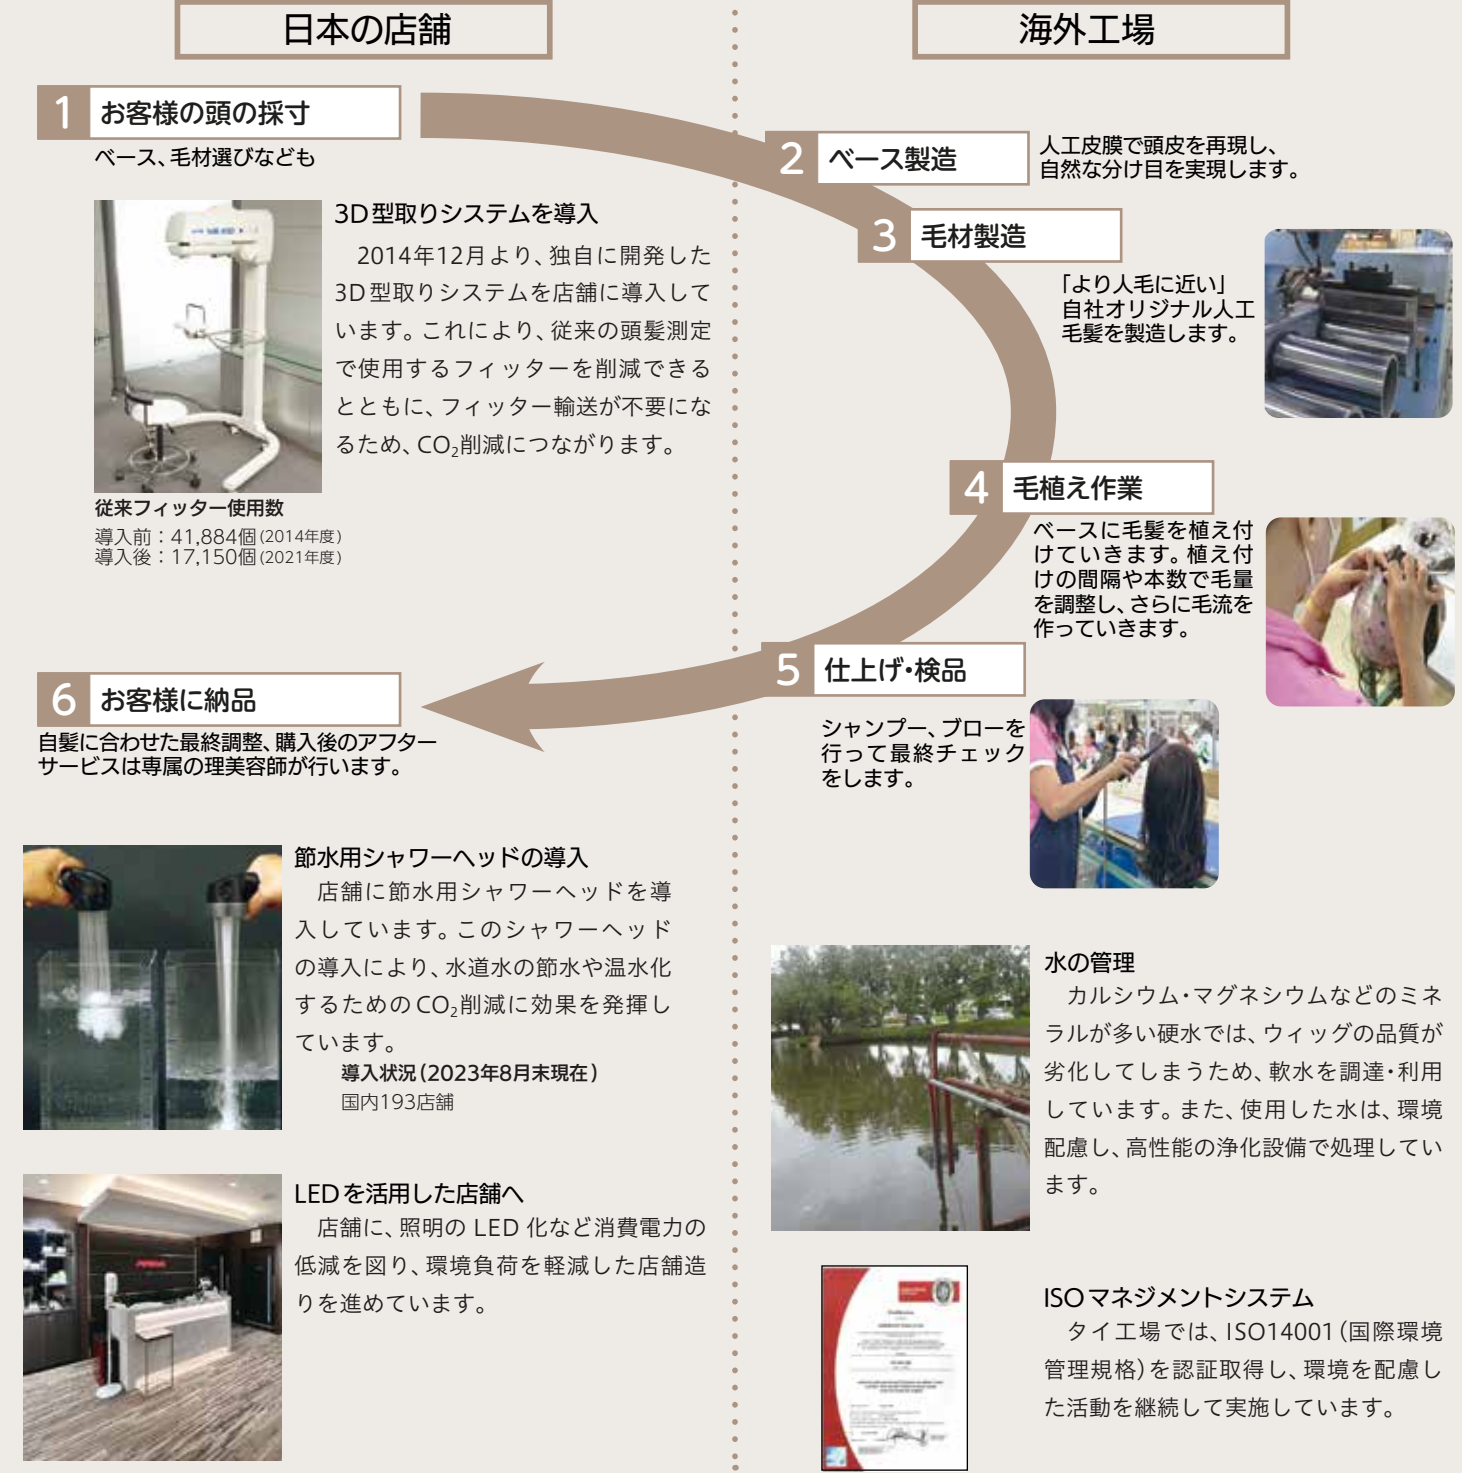 日本の店舗
1 お客様の頭の採寸
ベース、毛材選びなども
3D型取りシステムを導入
2014年12月より、独自に開発した
3D型取りシステムを店舗に導入して
います。これにより、従来の頭髪測定
で使用するフィッターを削減できる
とともに、フィッター輸送が不要にな
るため、CO₂削減につながります。
従来フィッター使用数
導入前：41,884個(2014年度)
導入後：17,150個(2021年度)
海外工場
2 ベース製造
人工皮膜で頭皮を再現し、
自然な分け目を実現します。
3 毛材製造
「より人毛に近い」
自社オリジナル人工
毛髪を製造します。
4 毛植え作業
ベースに毛髪を植え付
けていきます。植え付
けの間隔や本数で毛量
を調整し、さらに毛流を
作っていきます。
5 仕上げ・検品
シャンプー、ブローを
行って最終チェック
をします。
6 お客様に納品
自髪に合わせた最終調整、購入後のアフター
サービスは専属の理美容師が行います。
節水用シャワーヘッドの導入
店舗に節水用シャワーヘッドを導
入しています。このシャワーヘッド
の導入により、水道水の節水や温水化
するためのCO₂削減に効果を発揮し
ています。
導入状況(2023年8月末現在)
国内193店舗
LEDを活用した店舗へ
店舗に、照明の LED 化など消費電力の
低減を図り、環境負荷を軽減した店舗造
りを進めています。
水の管理
カルシウム・マグネシウムなどのミネ
ラルが多い硬水では、ウィッグの品質が
劣化してしまうため、軟水を調達・利用
しています。また、使用した水は、環境
配慮し、高性能の浄化設備で処理してい
ます。
ISOマネジメントシステム
タイ工場では、ISO14001(国際環境
管理規格)を認証取得し、環境を配慮し
た活動を継続して実施しています。